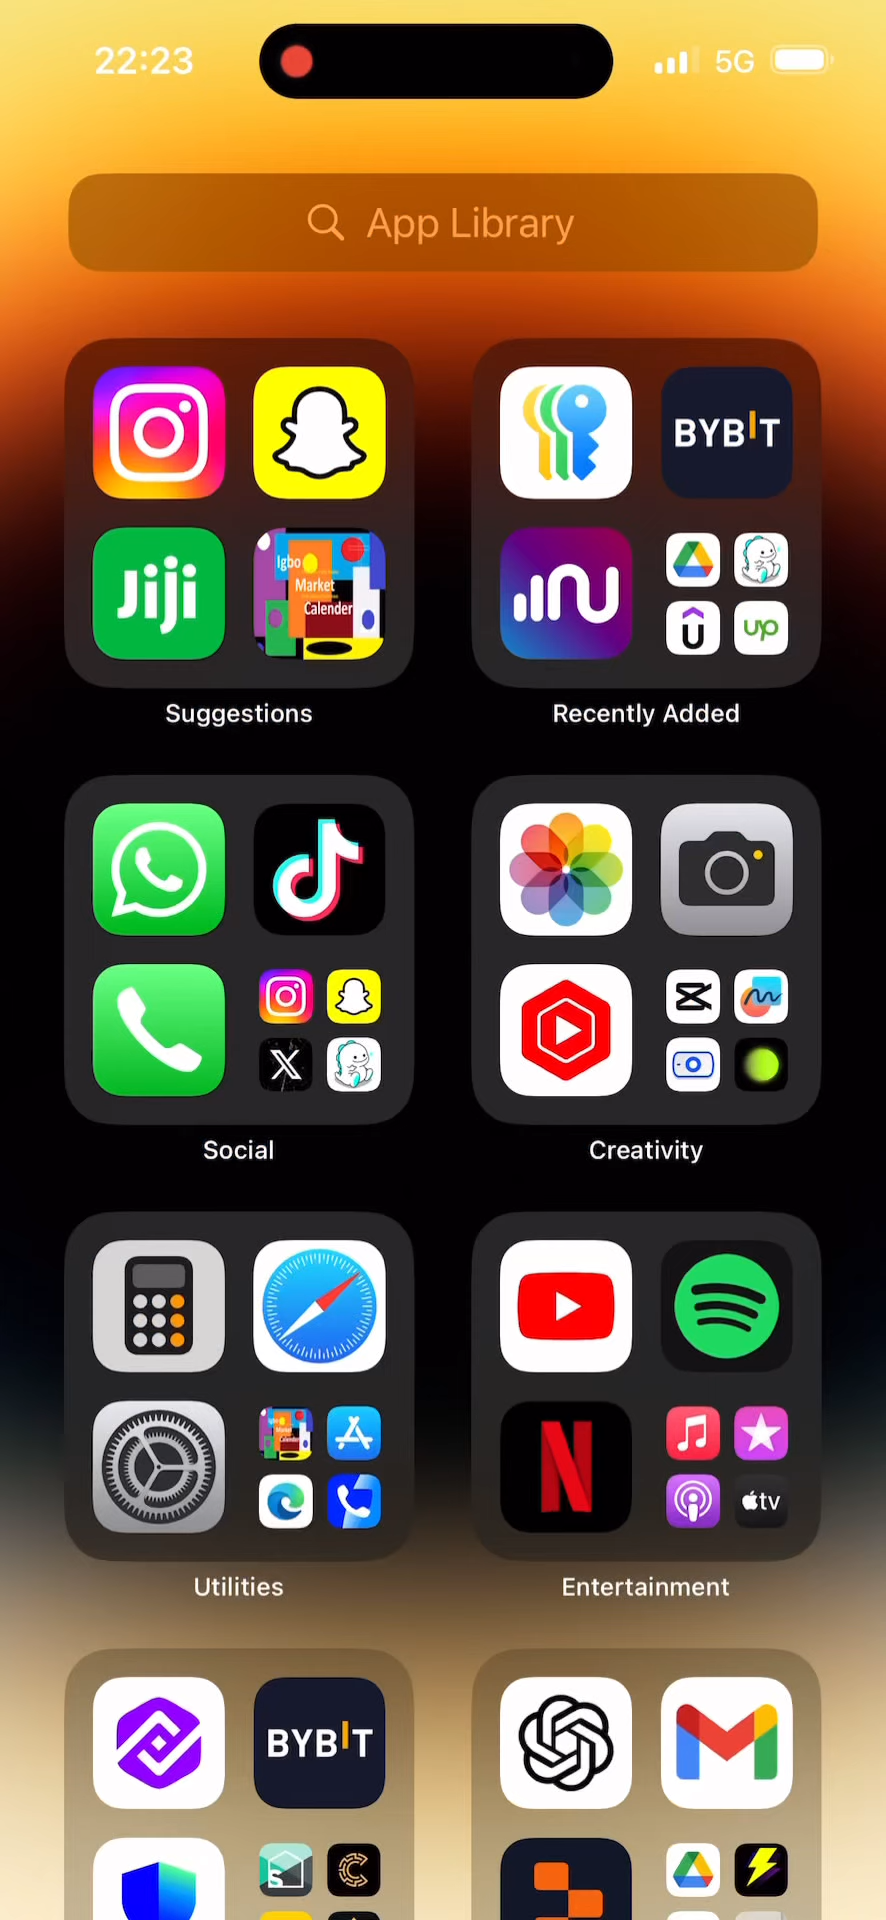 22:23
5G
App Library
BYBIT
Jiji
Igbo
Market
Calender
up
Suggestions
Recently Added
Social
Creativity
tv
Utilities
Entertainment
BYBIT